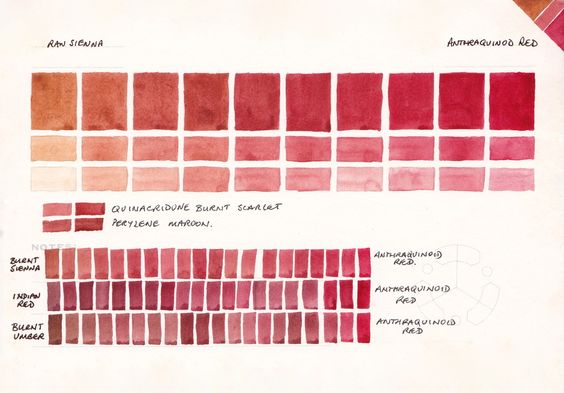 RAW SIENNA
ANTHRAQUINOD RED
QUINACRIDUNE BURNT SCARLET
PERYLENE MAROON.
NOTES
BURNT
SIENNA
ANTHRAQUINOID
RED.
INDIAN
RED
ANTHRAQUINOID
RED
BURNT
UMBER
ANTHRAQUINOID
RED